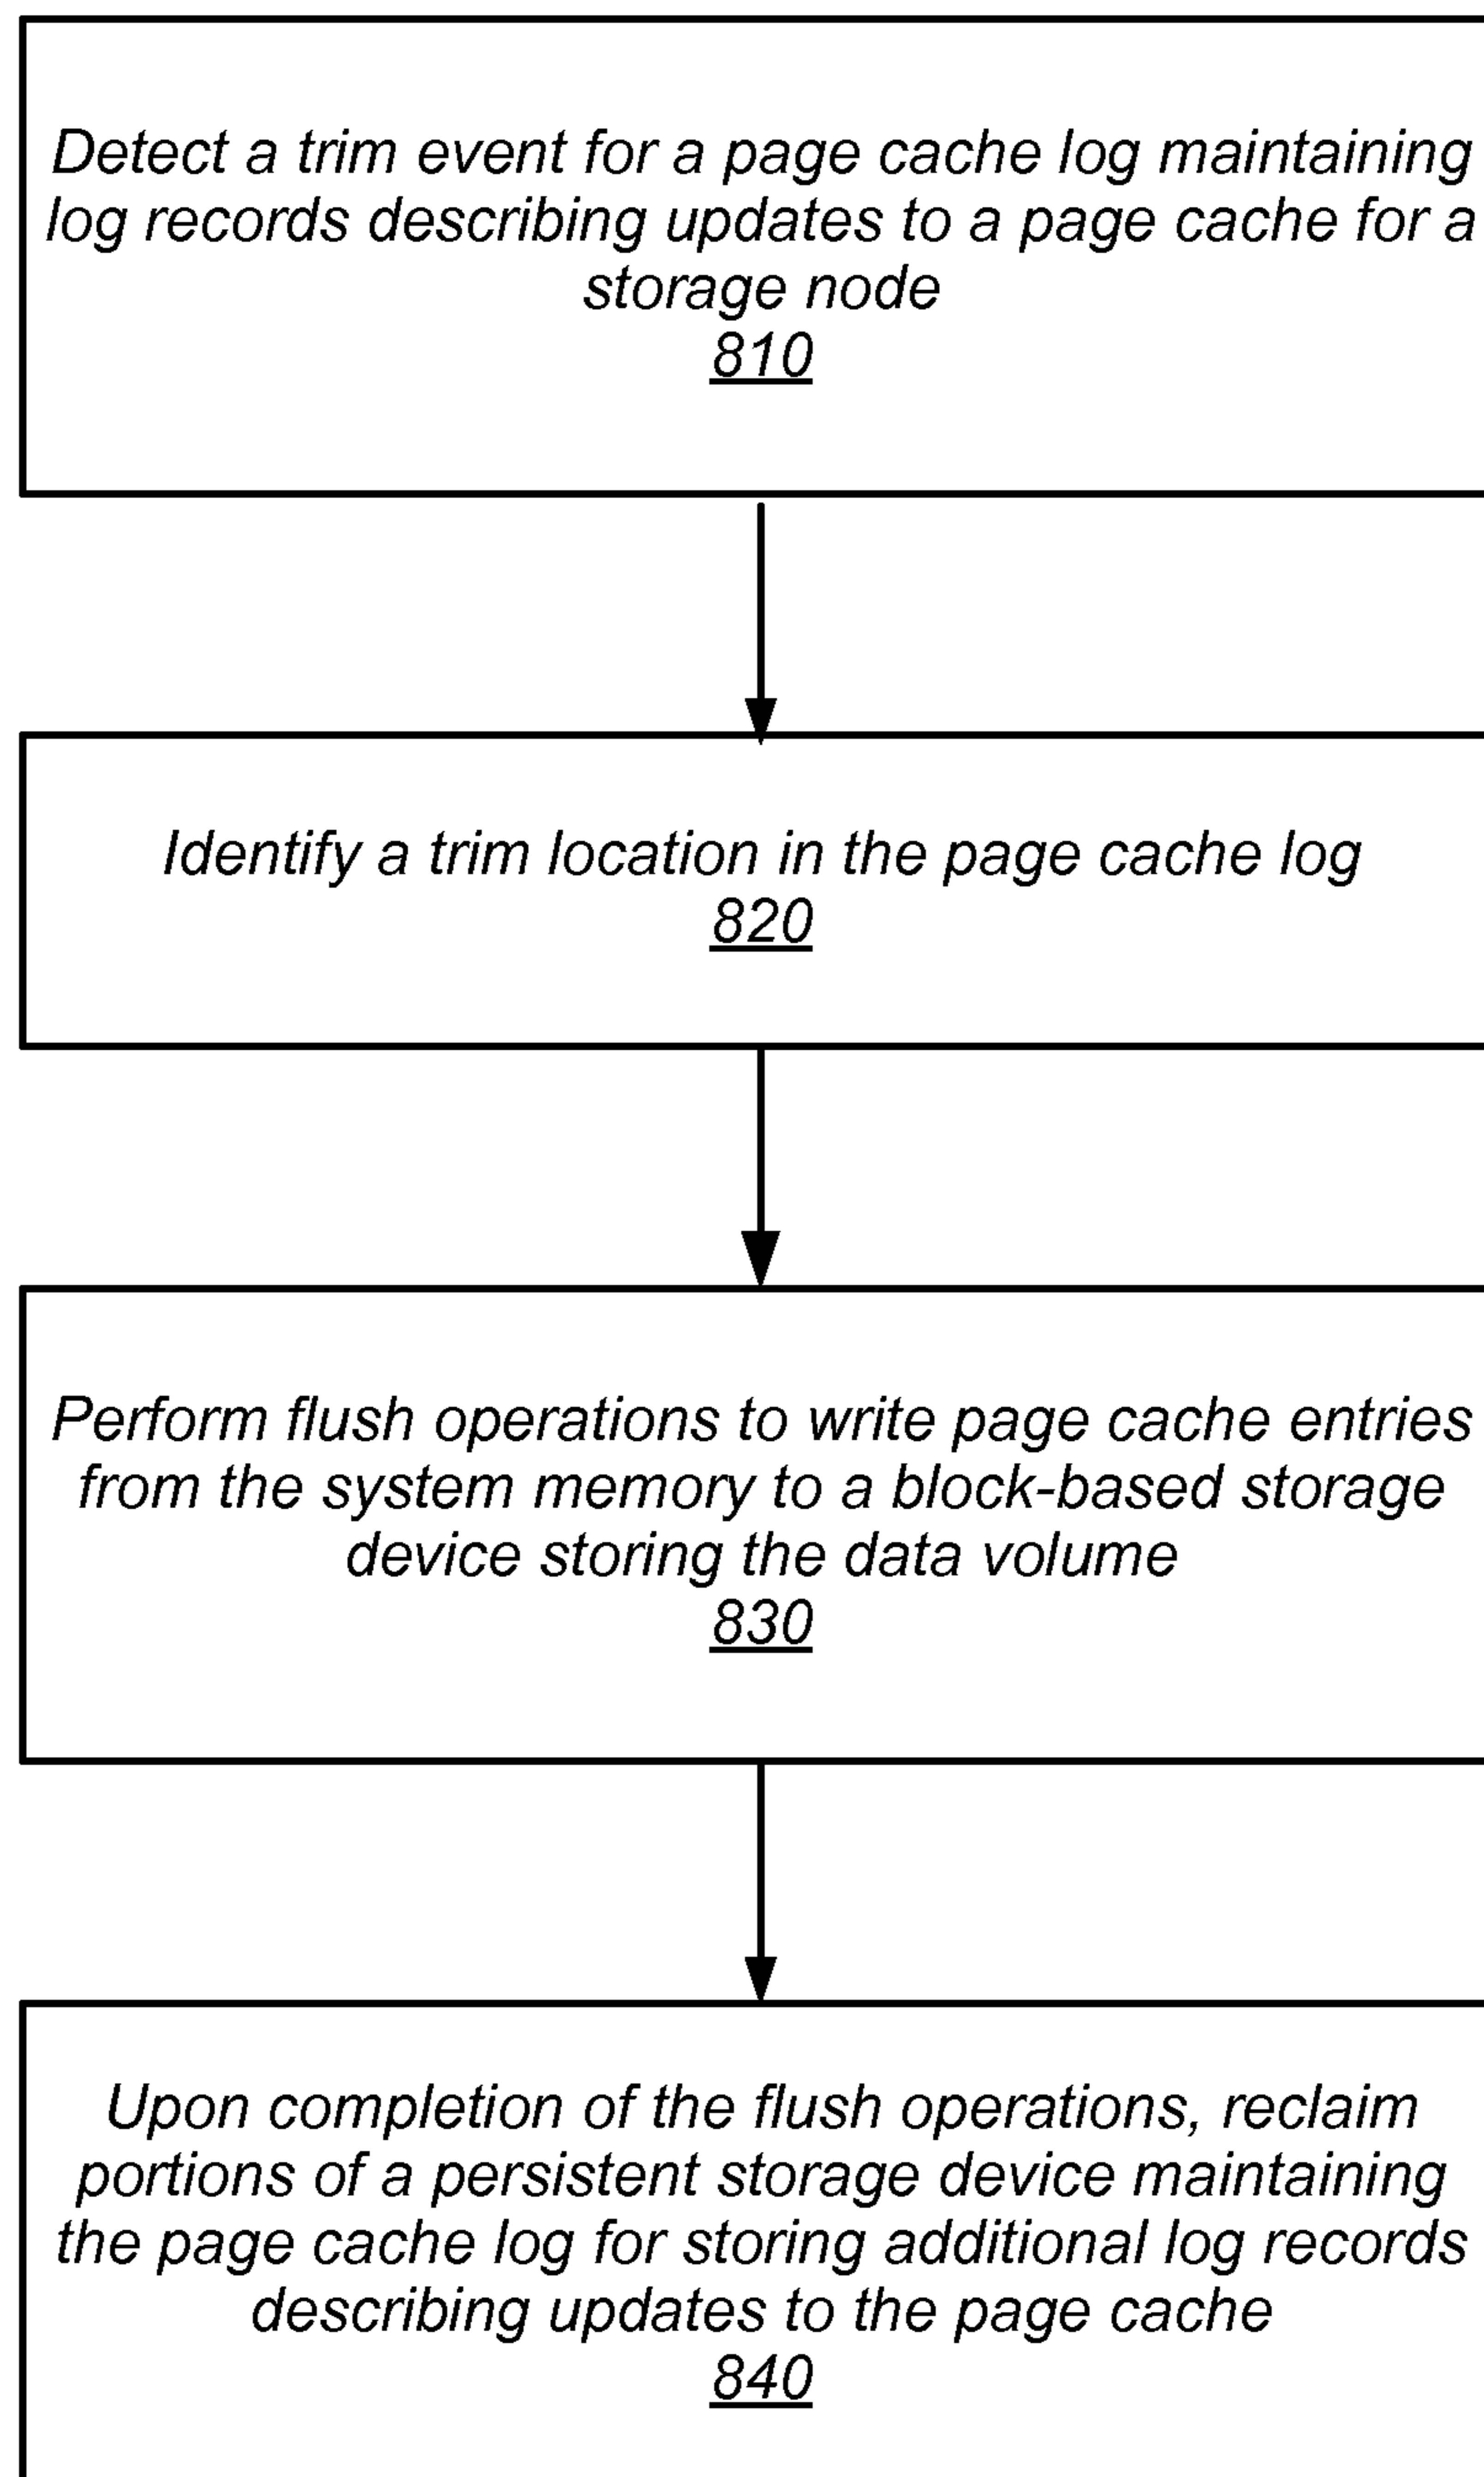 Detect a trim event for a page cache log maintaining
log records describing updates to a page cache for a
storage node
810
Identify a trim location in the page cache log
820
Perform flush operations to write page cache entries
from the system memory to a block-based storage
device storing the data volume
830
Upon completion of the flush operations, reclaim
portions of a persistent storage device maintaining
the page cache log for storing additional log records
describing updates to the page cache
840